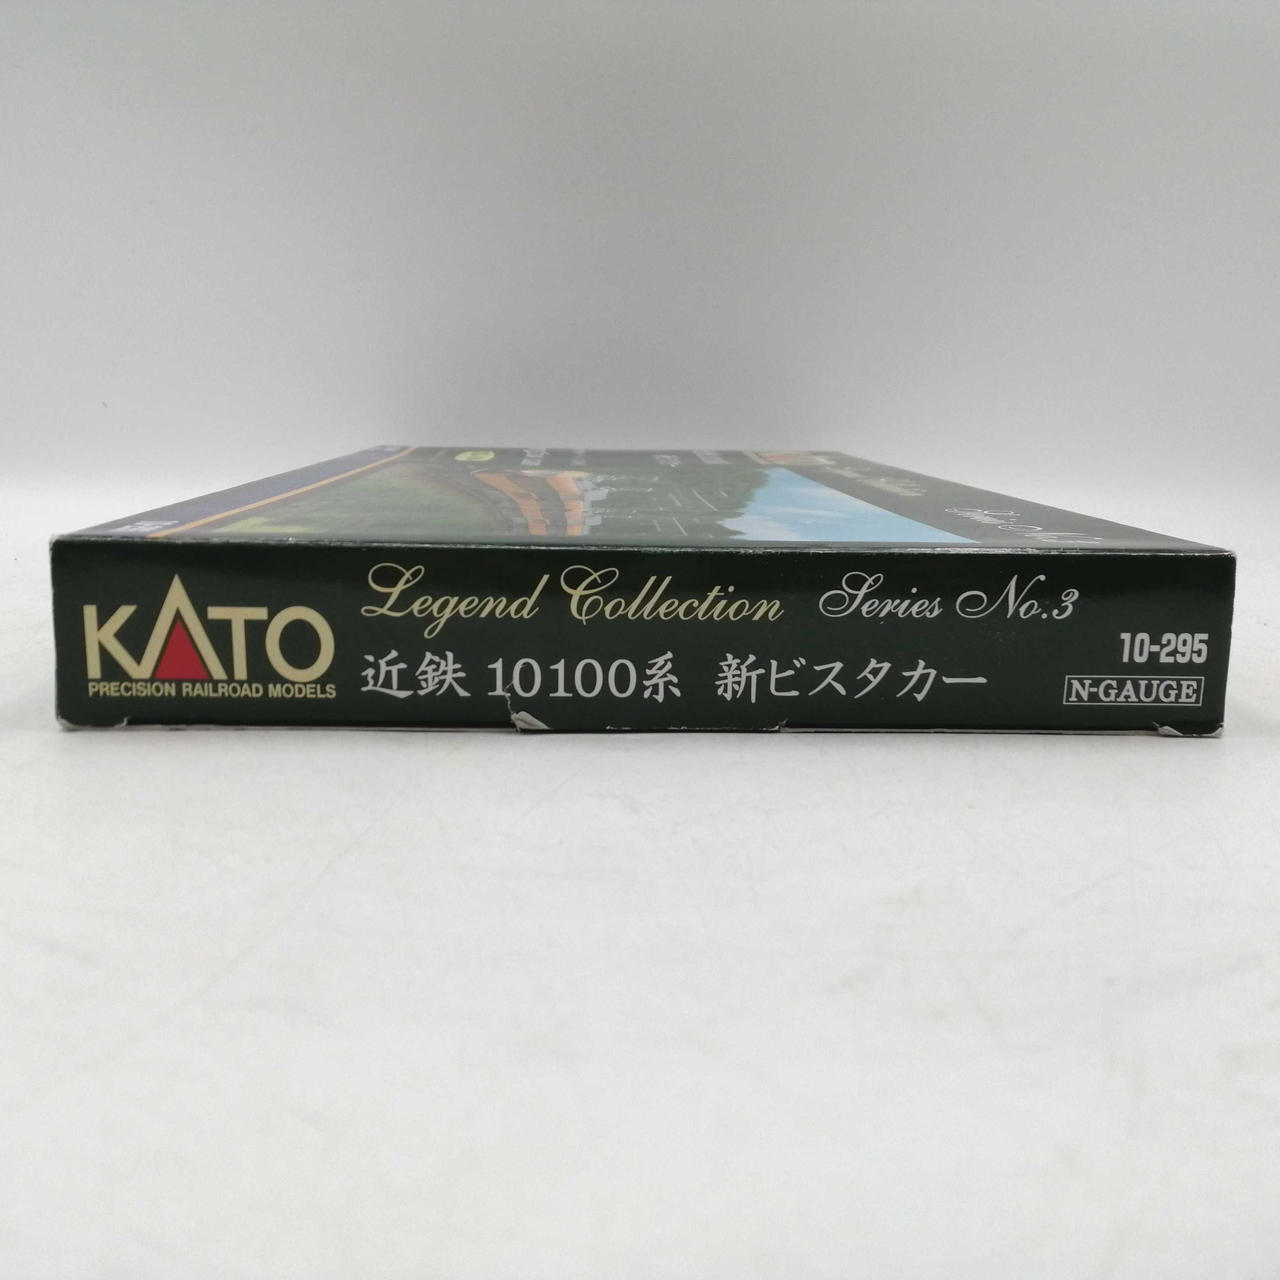 Legend Collection Series No.3
KATO
PRECISION RAILROAD MODELS
近鉄 10100系 新ビスタカー
10-295
N-GAUGE